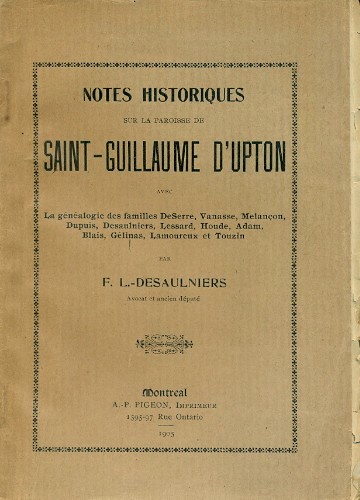 NOTES HISTORIQUES
SUR LA PAROISSE DE
SAINT-GUILLAUME D'UPTON
AVEC
La généalogie des familles DeSerre, Vanasse, Melançon,
Dupuis, Desaulniers, Lessard, Houde, Adam,
Blais, Gélinas, Lamoureux et Touzin
PAR
F. L.-DESAULNIERS
Avocat et ancien député
Montreal
A.-P. PIGEON, IMPRIMEUR
1595-97 Rue Ontario
1905